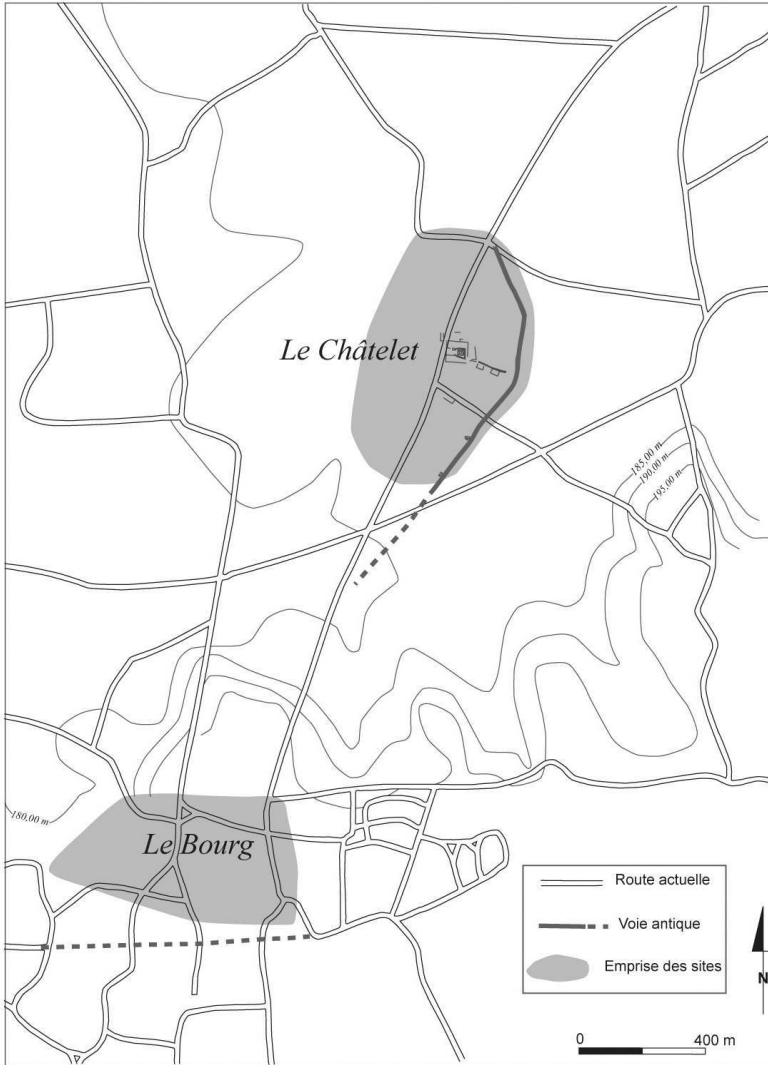 Le Châtelet
185,00 m
190,00 m
195,00 m
180,00 m
Le Bourg
Route actuelle
Voie antique
Emprise des sites
N
0 400 m